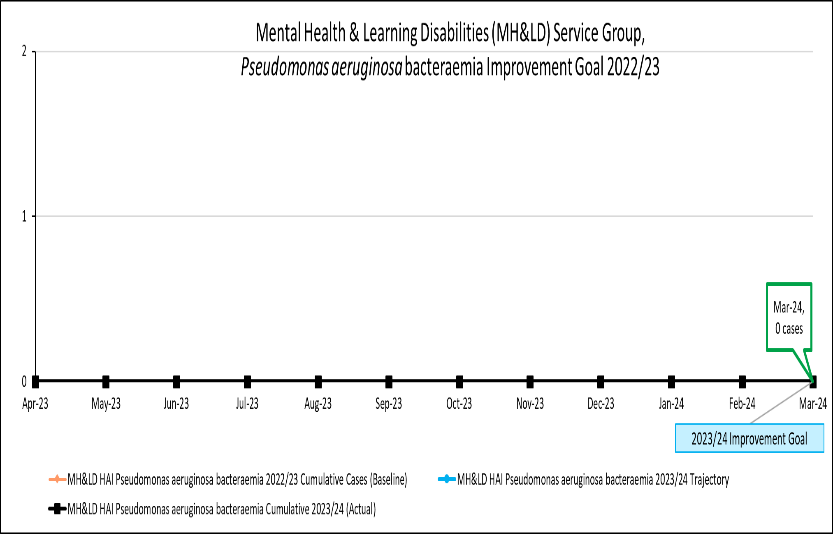 Mental Health & Learning Disabilities (MH&LD) Service Group,
Pseudomonas aeruginosa bacteraemia Improvement Goal 2022/23
2
1
0
Mar-24,
0 cases
Apr-23 May-23 Jun-23 Jul-23 Aug-23 Sep-23 Oct-23 Nov-23 Dec-23 Jan-24 Feb-24 Mar-24
2023/24 Improvement Goal
MH&LD HAI Pseudomonas aeruginosa bacteraemia 2022/23 Cumulative Cases (Baseline)
MH&LD HAI Pseudomonas aeruginosa bacteraemia 2023/24 Trajectory
MH&LD HAI Pseudomonas aeruginosa bacteraemia Cumulative 2023/24 (Actual)